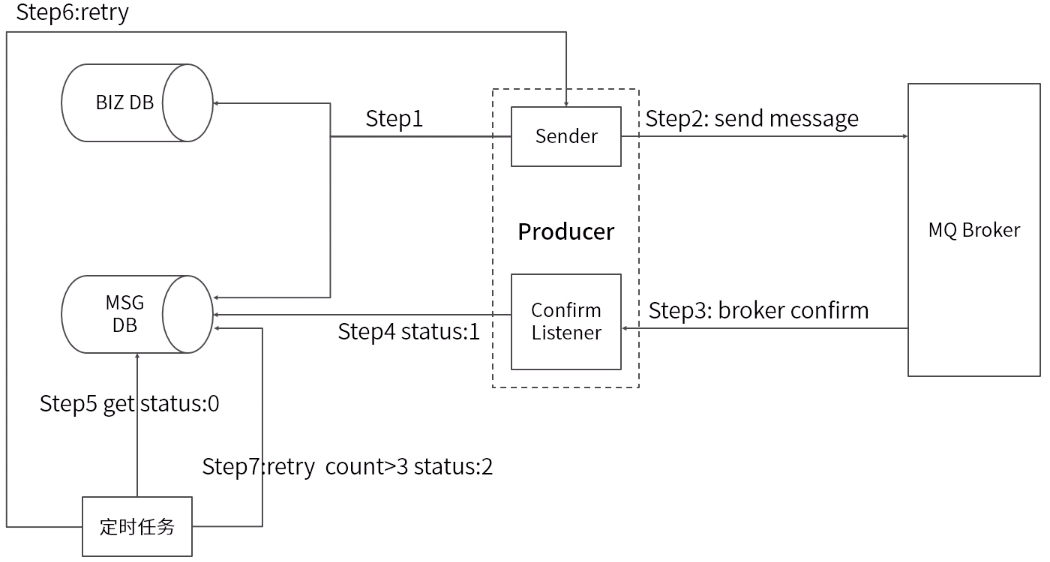 Step6:retry
BIZ DB
Step1
Sender
Step2: send message
Producer
MQ Broker
MSG
DB
Confirm
Listener
Step3: broker confirm
Step4 status:1
Step5 get status:0
Step7:retry count>3 status:2
定时任务